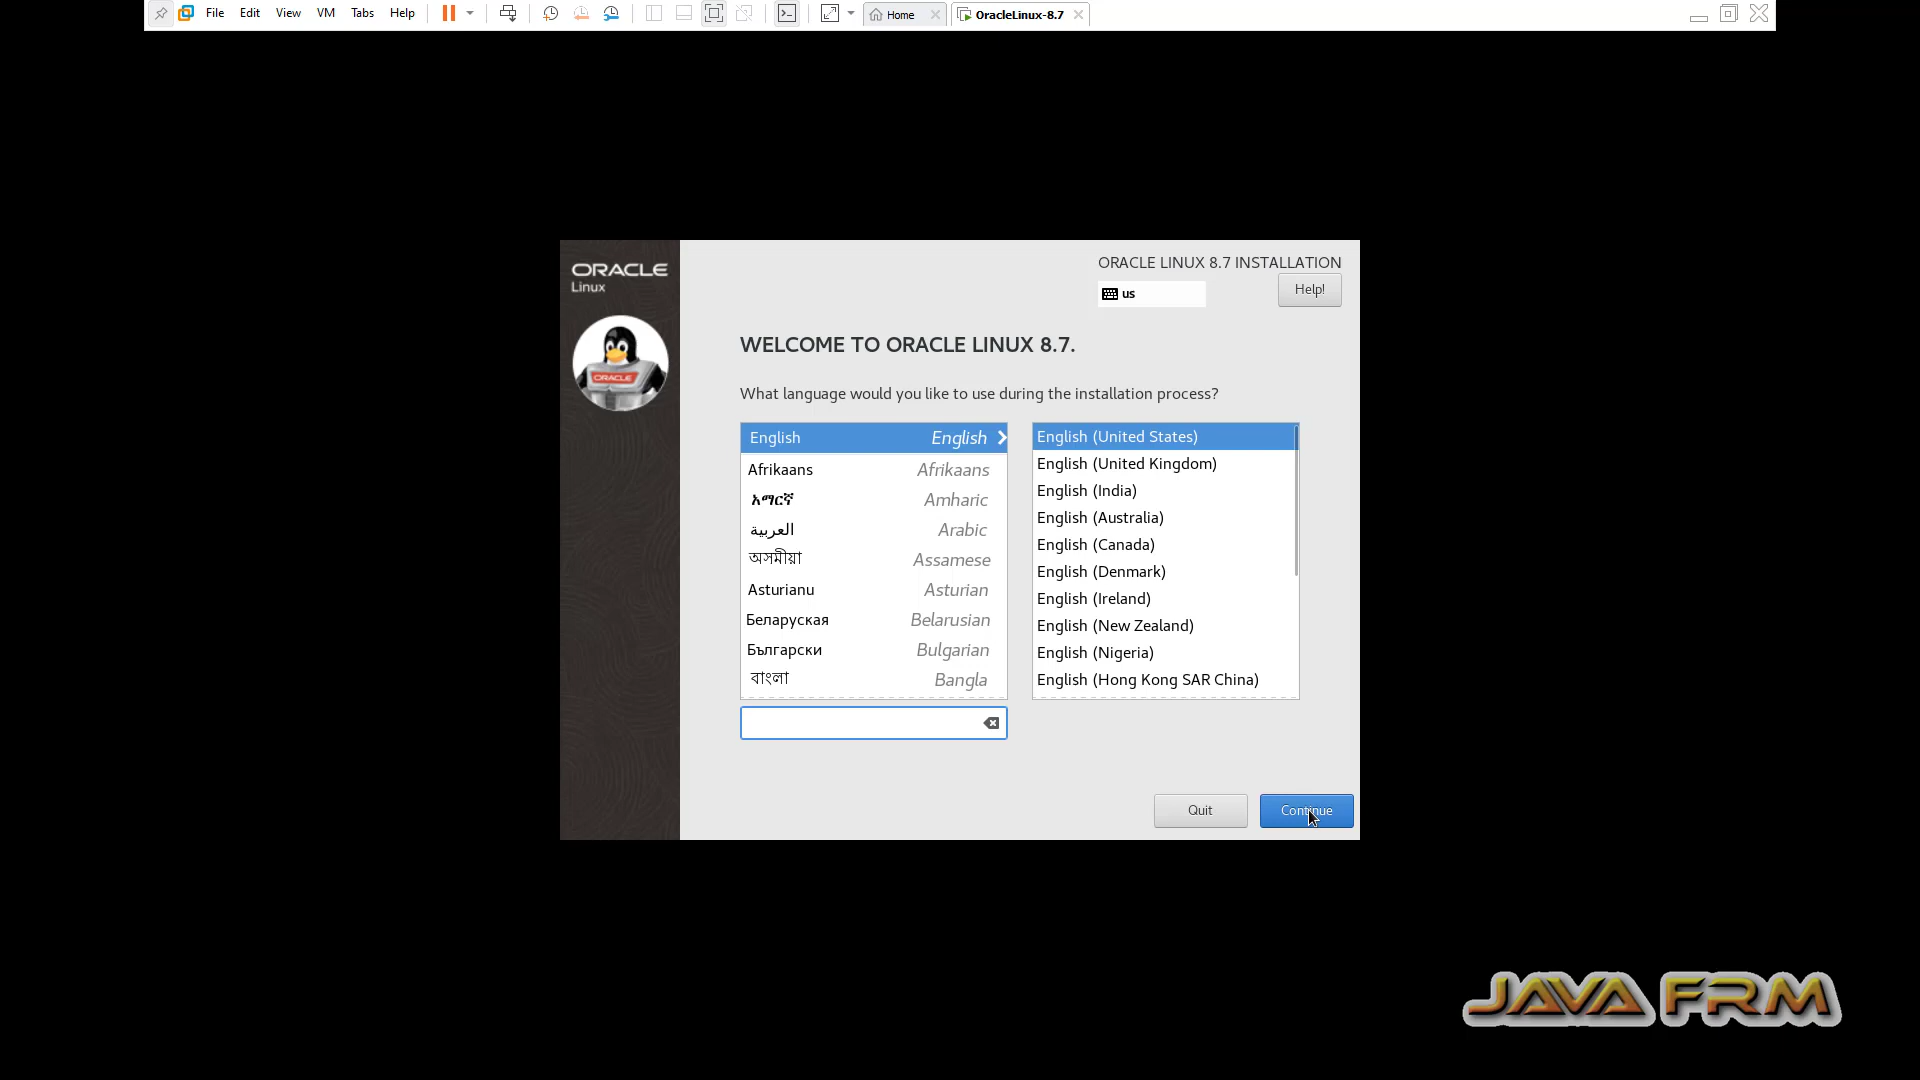 File Edit View VM Tabs Help Home OracleLinux-8.7
ORACLE
Linux
ORACLE
ORACLE LINUX 8.7 INSTALLATION
us
Help!
WELCOME TO ORACLE LINUX 8.7.
What language would you like to use during the installation process?
English English
Afrikaans Afrikaans
አማርኛ Amharic
العربية Arabic
অসমীয়া Assamese
Asturianu Asturian
Беларуская Belarusian
Български Bulgarian
বাংলা Bangla
English (United States)
English (United Kingdom)
English (India)
English (Australia)
English (Canada)
English (Denmark)
English (Ireland)
English (New Zealand)
English (Nigeria)
English (Hong Kong SAR China)
Quit Continue
JAVA FRM